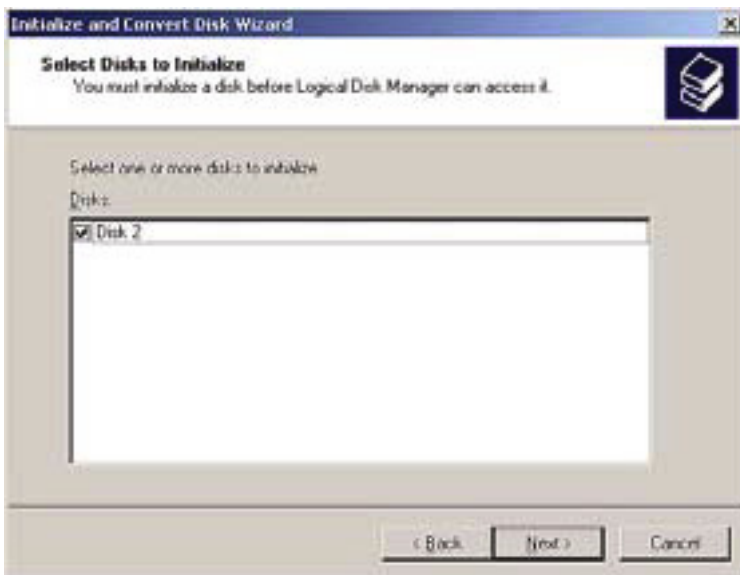 Initialize and Convert Disk Wizard
Select Disks to Initialize
You must initialize a disk before Logical Disk Manager can access it.
Select one or more disks to initialize
Disks:
Disk 2
< Back
Next >
Cancel